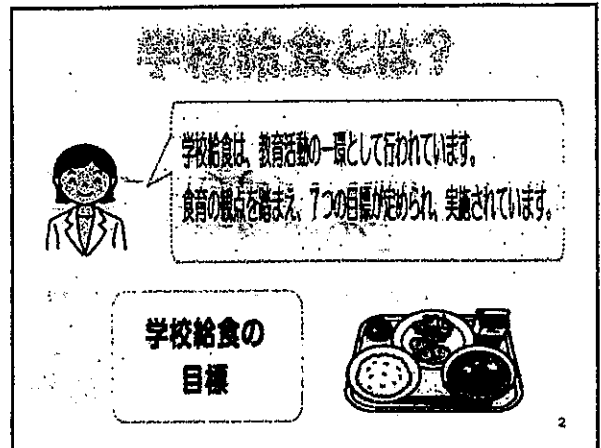 学校給食とは？
学校給食は、教育活動の一環として行われています。
食育の観点を踏まえ、7つの目標が定められ、実施されています。
学校給食の
目標
2